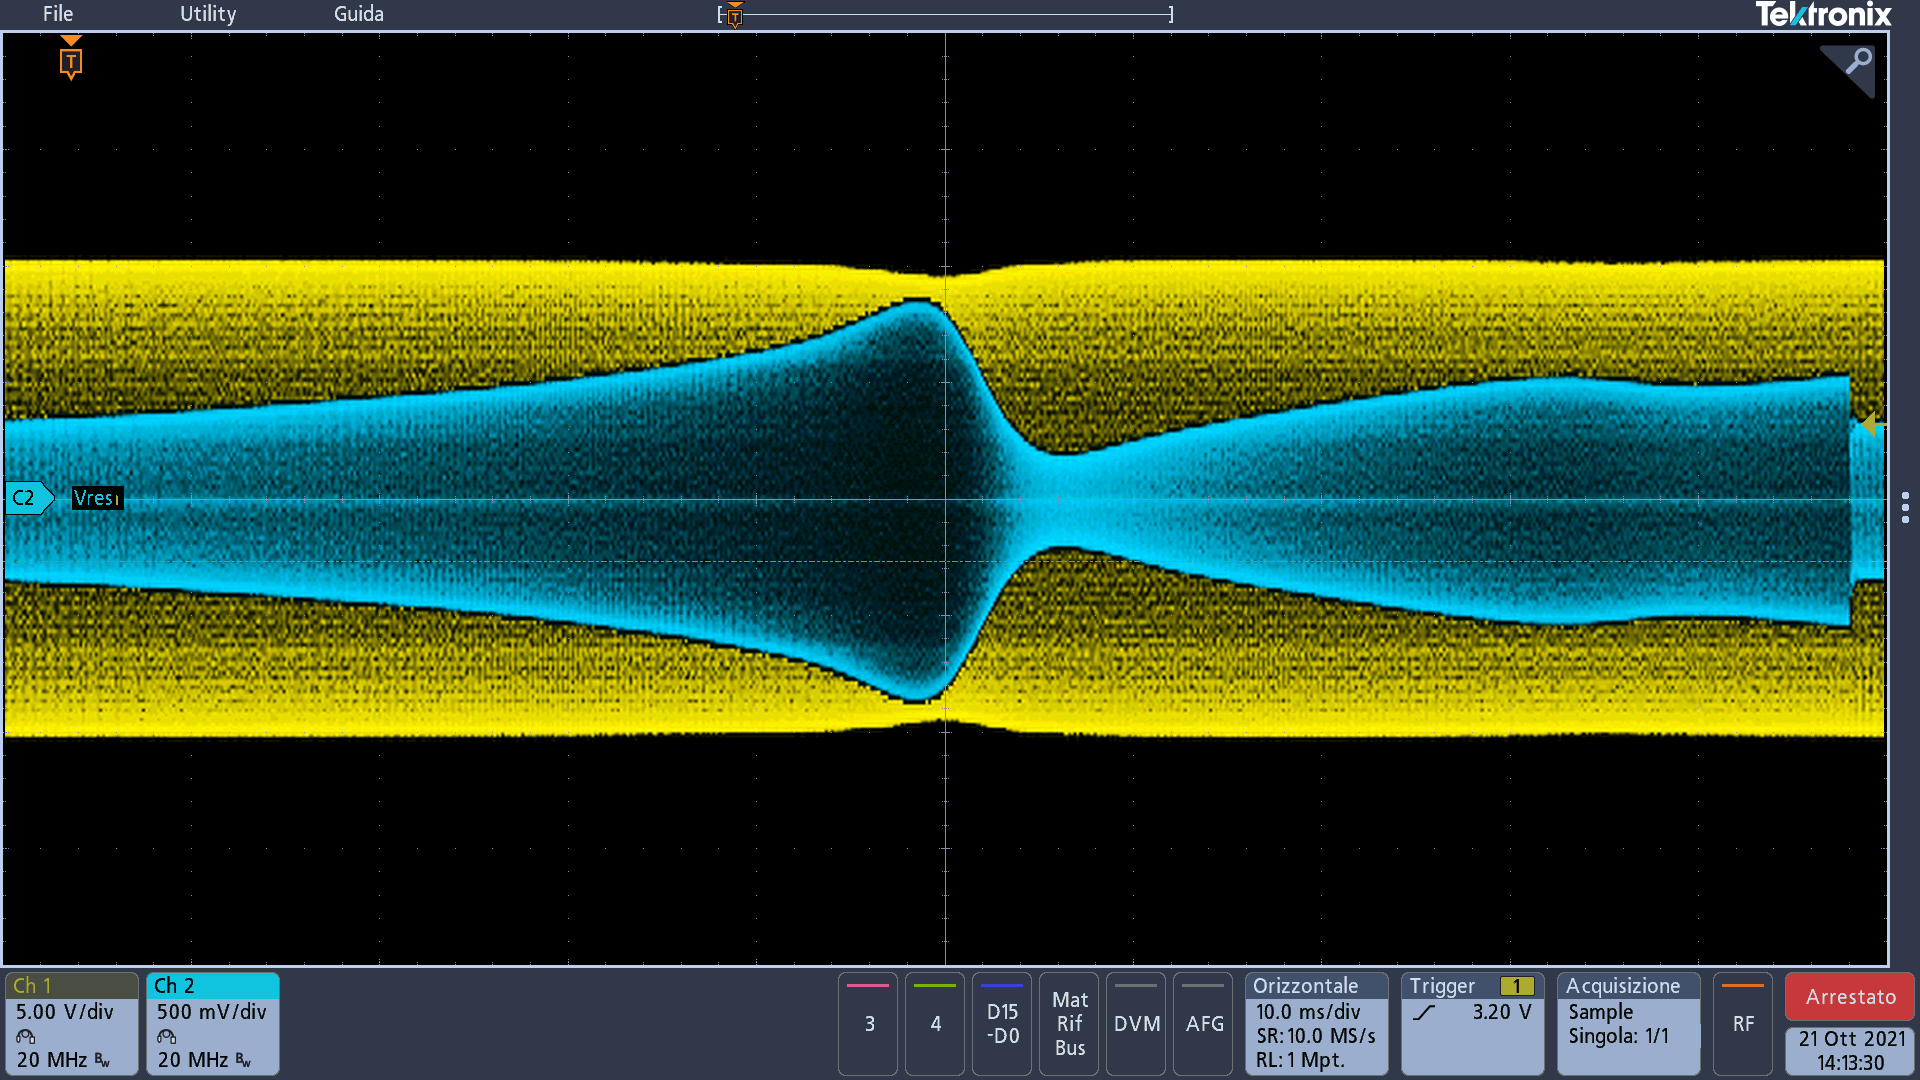 File Utility Guida
T
Tektronix
T
C2 Vres
Ch 1
5.00 V/div
20 MHz Bw
Ch 2
500 mV/div
20 MHz Bw
3
4
D15
-D0
Mat
Rif
Bus
DVM
AFG
Orizzontale
10.0 ms/div
SR: 10.0 MS/s
RL: 1 Mpt.
Trigger 1
3.20 V
Acquisizione
Sample
Singola: 1/1
RF
Arrestato
21 Ott 2021
14:13:30